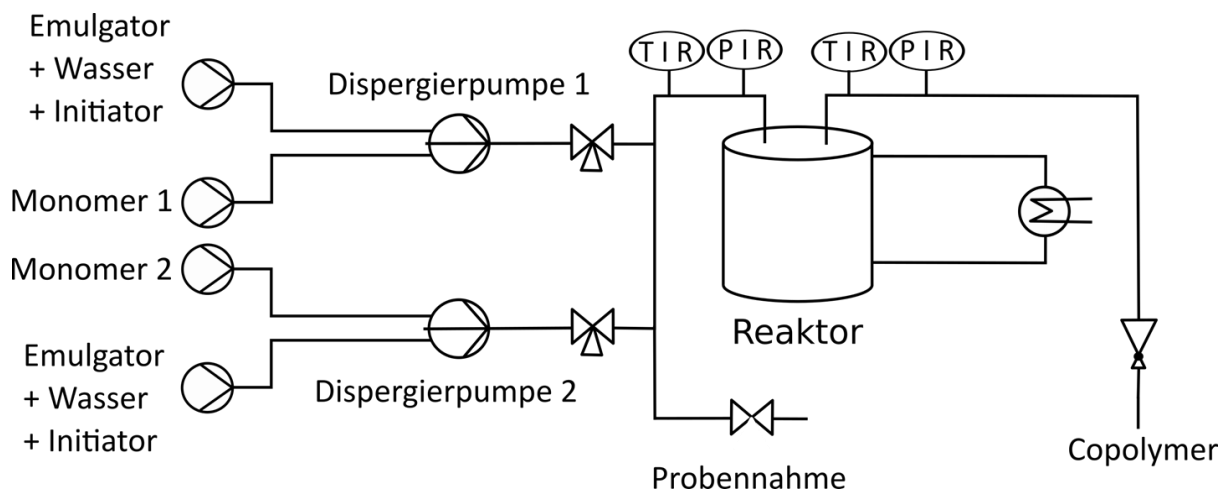 Emulgator
+ Wasser
+ Initiator
Dispergierpumpe 1
TIR
PIR
TIR
PIR
Monomer 1
Monomer 2
Reaktor
Emulgator
+ Wasser
+ Initiator
Dispergierpumpe 2
Probennahme
Copolymer